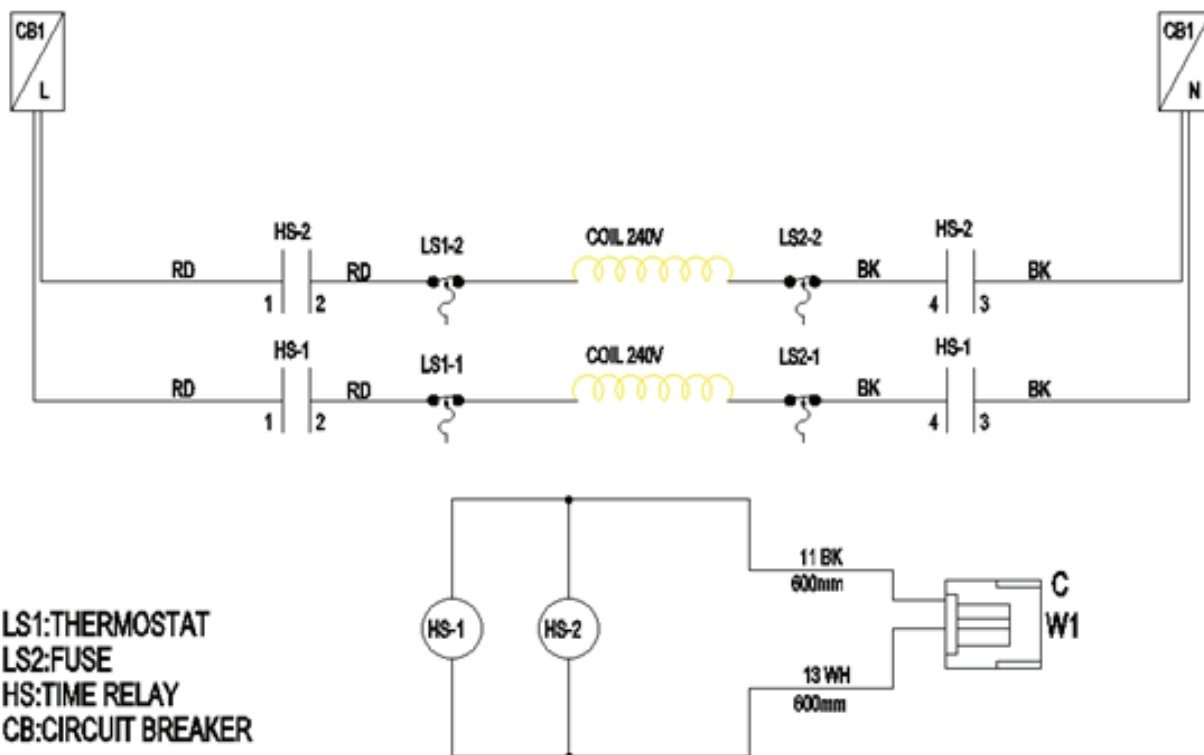 CB1
L
CB1
N
HS-2
LS1-2
COIL 240V
LS2-2
HS-2
RD
RD
BK
BK
1
2
4
3
HS-1
LS1-1
COIL 240V
LS2-1
HS-1
RD
RD
BK
BK
1
2
4
3
11 BK
600mm
C
W1
HS-1
HS-2
13 WH
600mm
LS1:THERMOSTAT
LS2:FUSE
HS:TIME RELAY
CB:CIRCUIT BREAKER